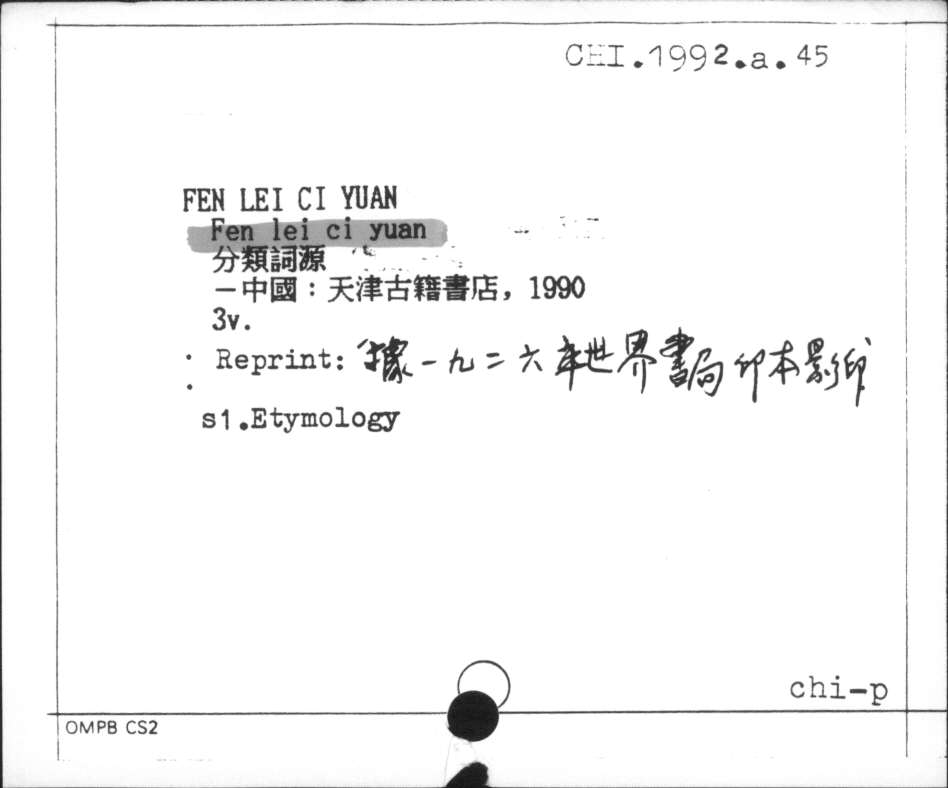 CHI.1992.a.45
FEN LEI CI YUAN
Fen lei ci yuan
分類詞源
—中國：天津古籍書店，1990
3v.
Reprint: 據一九二六年世界書局印本影印
s1.Etymology
chi-p
OMPB CS2